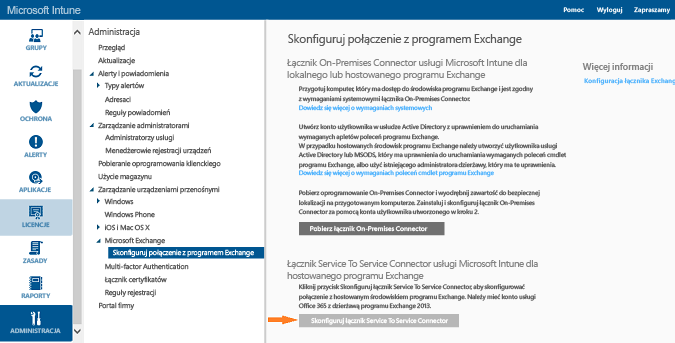 Microsoft Intune
Pomoc
Wyloguj
Zapraszamy
GRUPY
AKTUALIZACJE
OCHRONA
ALERTY
APLIKACJE
LICENCJE
ZASADY
RAPORTY
ADMINISTRACJA
Administracja
Przegląd
Aktualizacje
Alerty i powiadomienia
Typy alertów
Adresaci
Reguły powiadomień
Zarządzanie administratorami
Administratorzy usługi
Menedżerowie rejestracji urządzeń
Pobieranie oprogramowania klienckiego
Użycie magazynu
Zarządzanie urządzeniami przenośnymi
Windows
Windows Phone
iOS i Mac OS X
Microsoft Exchange
Skonfiguruj połączenie z programem Exchange
Multi-factor Authentication
Łącznik certyfikatów
Reguły rejestracji
Portal firmy
Skonfiguruj połączenie z programem Exchange
Łącznik On-Premises Connector usługi Microsoft Intune dla
lokalnego lub hostowanego programu Exchange
Przygotuj komputer, który ma dostęp do środowiska programu Exchange i jest zgodny
z wymaganiami systemowymi łącznika On-Premises Connector.
Dowiedz się więcej o wymaganiach systemowych
Utwórz konto użytkownika w usłudze Active Directory z uprawnieniem do uruchamiania
wymaganych apletów poleceń programu Exchange.
W przypadku hostowanych środowisk programu Exchange należy utworzyć użytkownika usługi
Active Directory lub MSODS, który ma uprawnienia do uruchamiania wymaganych poleceń cmdlet
programu Exchange, albo użyć istniejącego administratora dzierżawy, który ma te uprawnienia.
Dowiedz się więcej o wymaganiach poleceń cmdlet programu Exchange
Pobierz oprogramowanie On-Premises Connector i wyodrębnij zawartość do bezpiecznej
lokalizacji na przygotowanym komputerze. Zainstaluj i skonfiguruj łącznik On-Premises
Connector za pomocą konta użytkownika utworzonego w kroku 2.
Pobierz łącznik On-Premises Connector
Łącznik Service To Service Connector usługi Microsoft Intune dla
hostowanego programu Exchange
Kliknij przycisk Skonfiguruj łącznik Service To Service Connector, aby skonfigurować
połączenie z hostowanym środowiskiem programu Exchange. Należy mieć konto usługi
Office 365 z dzierżawą programu Exchange 2013.
Skonfiguruj łącznik Service To Service Connector
Więcej informacji
Konfiguracja łącznika Exchang